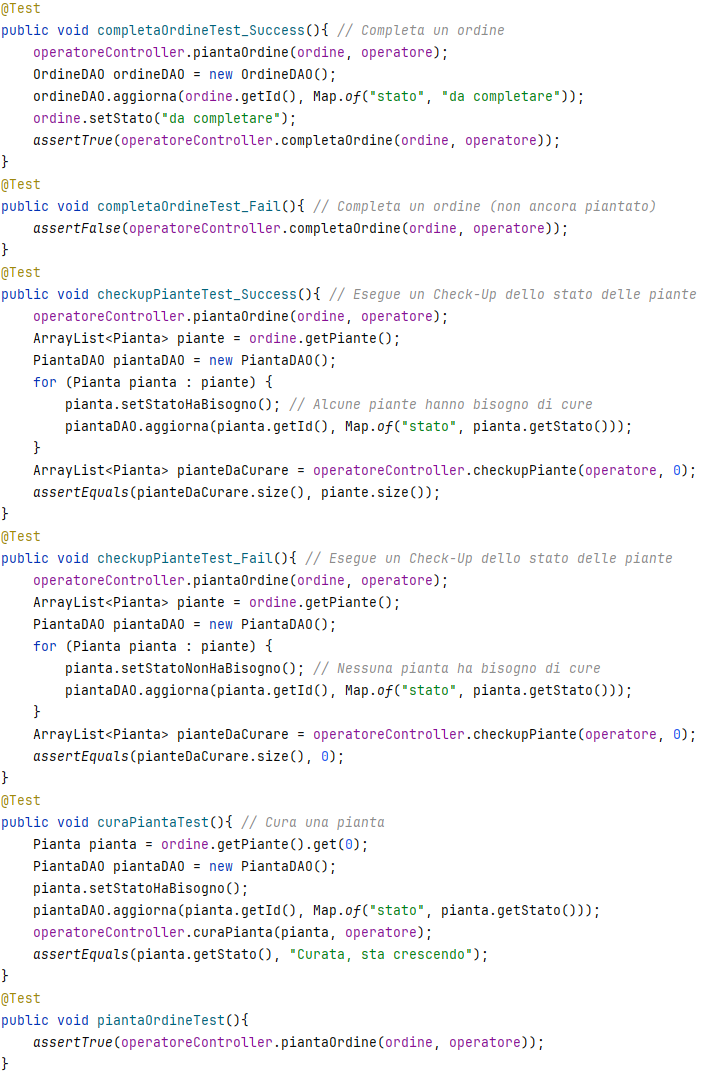 @Test
public void completaOrdineTest_Success(){ // Completa un ordine
    operatoreController.piantaOrdine(ordine, operatore);
    OrdineDAO ordineDAO = new OrdineDAO();
    ordineDAO.aggiorna(ordine.getId(), Map.of("stato", "da completare"));
    ordine.setStato("da completare");
    assertTrue(operatoreController.completaOrdine(ordine, operatore));
}
@Test
public void completaOrdineTest_Fail(){ // Completa un ordine (non ancora piantato)
    assertFalse(operatoreController.completaOrdine(ordine, operatore));
}
@Test
public void checkupPianteTest_Success(){ // Esegue un Check-Up dello stato delle piante
    operatoreController.piantaOrdine(ordine, operatore);
    ArrayList<Pianta> piante = ordine.getPiante();
    PiantaDAO piantaDAO = new PiantaDAO();
    for (Pianta pianta : piante) {
        pianta.setStatoHaBisogno(); // Alcune piante hanno bisogno di cure
        piantaDAO.aggiorna(pianta.getId(), Map.of("stato", pianta.getStato()));
    }
    ArrayList<Pianta> pianteDaCurare = operatoreController.checkupPiante(operatore, 0);
    assertEquals(pianteDaCurare.size(), piante.size());
}
@Test
public void checkupPianteTest_Fail(){ // Esegue un Check-Up dello stato delle piante
    operatoreController.piantaOrdine(ordine, operatore);
    ArrayList<Pianta> piante = ordine.getPiante();
    PiantaDAO piantaDAO = new PiantaDAO();
    for (Pianta pianta : piante) {
        pianta.setStatoNonHaBisogno(); // Nessuna pianta ha bisogno di cure
        piantaDAO.aggiorna(pianta.getId(), Map.of("stato", pianta.getStato()));
    }
    ArrayList<Pianta> pianteDaCurare = operatoreController.checkupPiante(operatore, 0);
    assertEquals(pianteDaCurare.size(), 0);
}
@Test
public void curaPiantaTest(){ // Cura una pianta
    Pianta pianta = ordine.getPiante().get(0);
    PiantaDAO piantaDAO = new PiantaDAO();
    pianta.setStatoHaBisogno();
    piantaDAO.aggiorna(pianta.getId(), Map.of("stato", pianta.getStato()));
    operatoreController.curaPianta(pianta, operatore);
    assertEquals(pianta.getStato(), "Curata, sta crescendo");
}
@Test
public void piantaOrdineTest(){
    assertTrue(operatoreController.piantaOrdine(ordine, operatore));
}